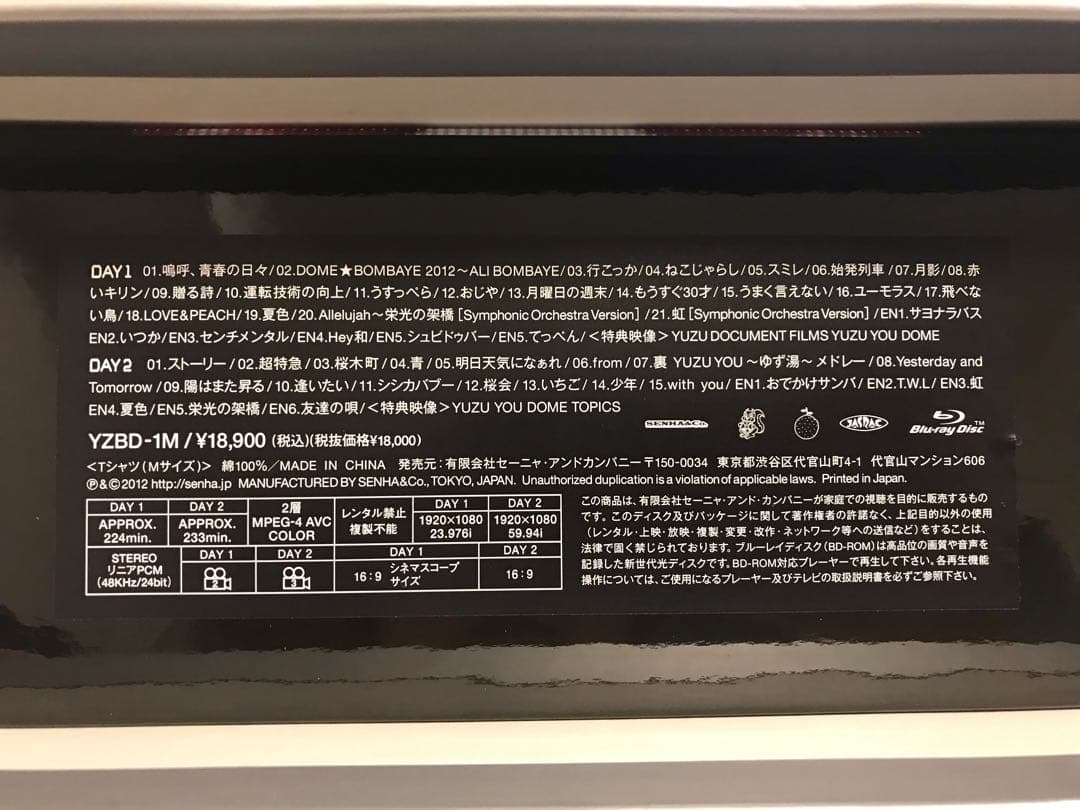 DAY1 01.嗚呼、青春の日々/02.DOME★BOMBAYE 2012〜ALI BOMBAYE/03.行こっか/04.ねこじゃらし/05.スミレ/06.始発列車/07.月影/08.赤
いキリン/09.贈る詩/10.運転技術の向上/11.うすっぺら/12.おじや/13.月曜日の週末/14.もうすぐ30才/15.うまく言えない/16.ユーモラス/17.飛べな
い鳥/18.LOVE&PEACH/19.夏色/20.Allelujah〜栄光の架橋[Symphonic Orchestra Version]/21.虹[Symphonic Orchestra Version]/EN1.サヨナラバス
EN2.いつか/EN3.センチメンタル/EN4.Hey和/EN5.シュビドゥバー/EN5.てっぺん/<特典映像>YUZU DOCUMENT FILMS YUZU YOU DOME
DAY2 01.ストーリー/02.超特急/03.桜木町/04.青/05.明日天気になぁれ/06.from/07.裏 YUZU YOU〜ゆず湯〜メドレー/08.Yesterday and
Tomorrow/09.陽はまた昇る/10.逢いたい/11.シシカバブー/12.桜会/13.いちご/14.少年/15.with you/EN1.おでかけサンバ/EN2.T.W.L/EN3.虹
EN4.夏色/EN5.栄光の架橋/EN6.友達の唄/<特典映像>YUZU YOU DOME TOPICS
SENHA&Co. JASRAC Blu-ray Disc™
YZBD-1M/¥18,900(税込)(税抜価格¥18,000)
<Tシャツ(Mサイズ)> 綿100%/MADE IN CHINA 発売元:有限会社セーニャ・アンドカンパニー〒150-0034 東京都渋谷区代官山町4-1 代官山マンション606
Ⓟ&©2012 http://senha.jp MANUFACTURED BY SENHA&Co., TOKYO, JAPAN. Unauthorized duplication is a violation of applicable laws. Printed in Japan.
DAY 1 DAY 2 2層 MPEG-4 AVC COLOR レンタル禁止 複製不能 DAY 1 DAY 2
APPROX. 224min. APPROX. 233min. 1920×1080 23.976i 1920×1080 59.94i
STEREO リニアPCM (48KHz/24bit) DAY 1 DAY 2 DAY 1 DAY 2
2 3 16:9 シネマスコープサイズ 16:9
この商品は、有限会社セーニャ・アンド・カンパニーが家庭での視聴を目的に販売するもの
です。このディスク及びパッケージに関して著作権者の許諾なく、上記目的以外の使用
(レンタル・上映・放映・複製・変更・改作・ネットワーク等への送信など)をすることは、
法律で固く禁じられております。ブルーレイディスク(BD-ROM)は高品位の画質や音声を
記録した新世代光ディスクです。BD-ROM対応プレーヤーで再生して下さい。各再生機能
操作については、ご使用になるプレーヤー及びテレビの取扱説明書を必ずご参照下さい。